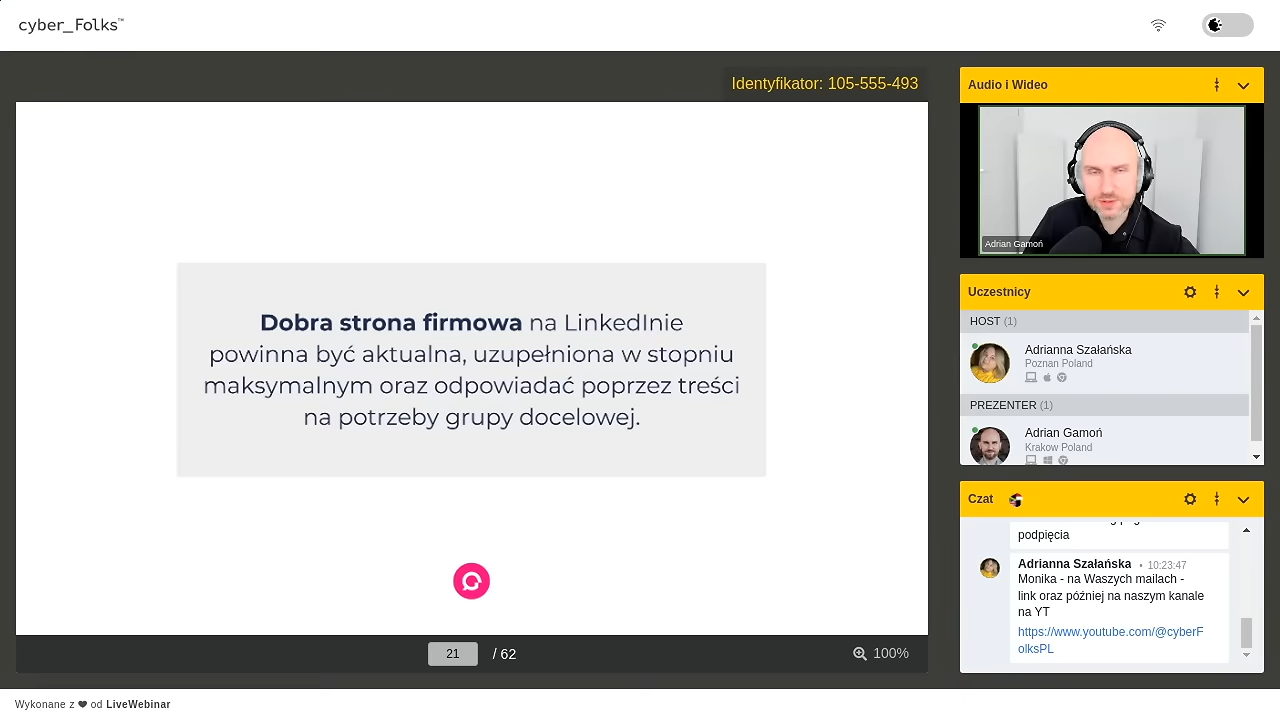 cyber_Folks™
Identyfikator: 105-555-493
Dobra strona firmowa na LinkedInie
powinna być aktualna, uzupełniona w stopniu
maksymalnym oraz odpowiadać poprzez treści
na potrzeby grupy docelowej.
21 / 62
100%
Audio i Wideo
Adrian Gamoń
Uczestnicy
HOST (1)
Adrianna Szałańska
Poznan Poland
PREZENTER (1)
Adrian Gamoń
Krakow Poland
Czat
podpięcia
Adrianna Szałańska • 10:23:47
Monika - na Waszych mailach -
link oraz później na naszym kanale
na YT
https://www.youtube.com/@cyberF
olksPL
Wykonane z ❤ od LiveWebinar